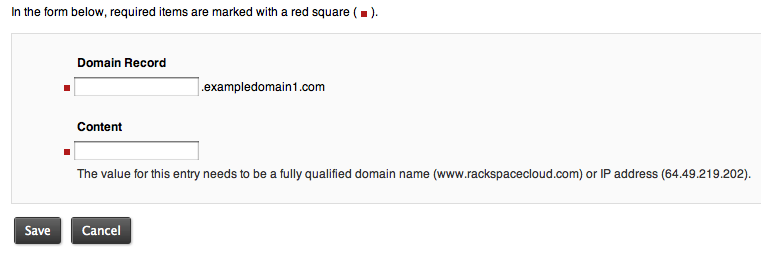 In the form below, required items are marked with a red square ( ■ ).
Domain Record
.exampledomain1.com
Content
The value for this entry needs to be a fully qualified domain name (www.rackspacecloud.com) or IP address (64.49.219.202).
Save Cancel